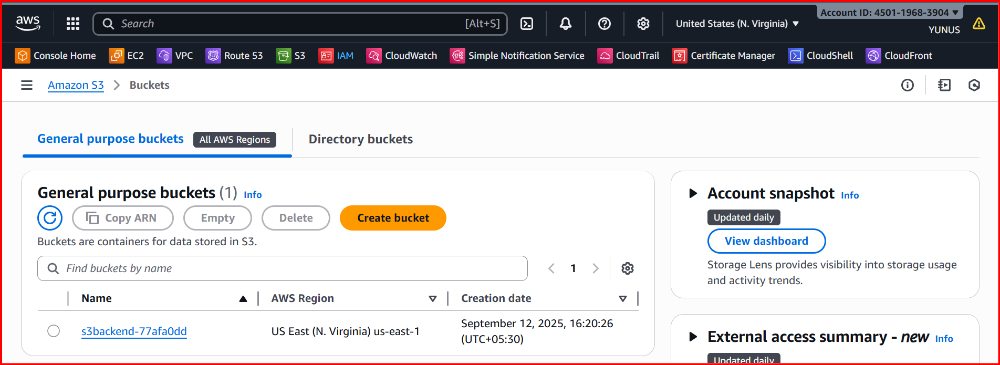 aws
Search [Alt+S]
United States (N. Virginia) ▼
Account ID: 4501-1968-3904 ▼
YUNUS
Console Home EC2 VPC Route 53 S3 IAM CloudWatch Simple Notification Service CloudTrail Certificate Manager CloudShell CloudFront
Amazon S3 > Buckets
General purpose buckets All AWS Regions Directory buckets
General purpose buckets (1) Info
Copy ARN Empty Delete Create bucket
Buckets are containers for data stored in S3.
Find buckets by name
1
Name AWS Region Creation date
s3backend-77afa0dd US East (N. Virginia) us-east-1 September 12, 2025, 16:20:26
(UTC+05:30)
Account snapshot Info
Updated daily
View dashboard
Storage Lens provides visibility into storage usage
and activity trends.
External access summary - new Info
Updated daily